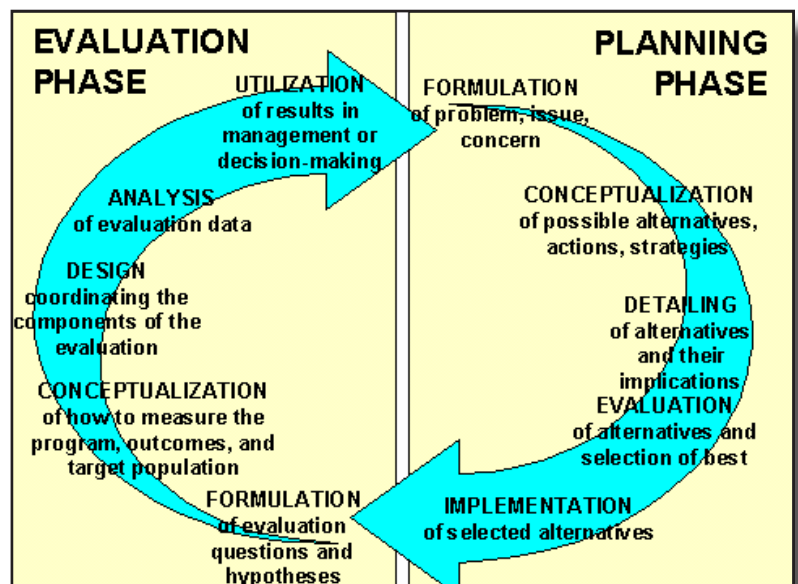 EVALUATION
PHASE
UTILIZATION
of results in
management or
decision-making
ANALYSIS
of evaluation data
DESIGN
coordinating the
components of the
evaluation
CONCEPTUALIZATION
of how to measure the
program, outcomes, and
target population
FORMULATION
of evaluation
questions and
hypotheses
PLANNING
PHASE
FORMULATION
of problem, issue,
concern
CONCEPTUALIZATION
of possible alternatives,
actions, strategies
DETAILING
of alternatives
and their
implications
EVALUATION
of alternatives and
selection of best
IMPLEMENTATION
of selected alternatives